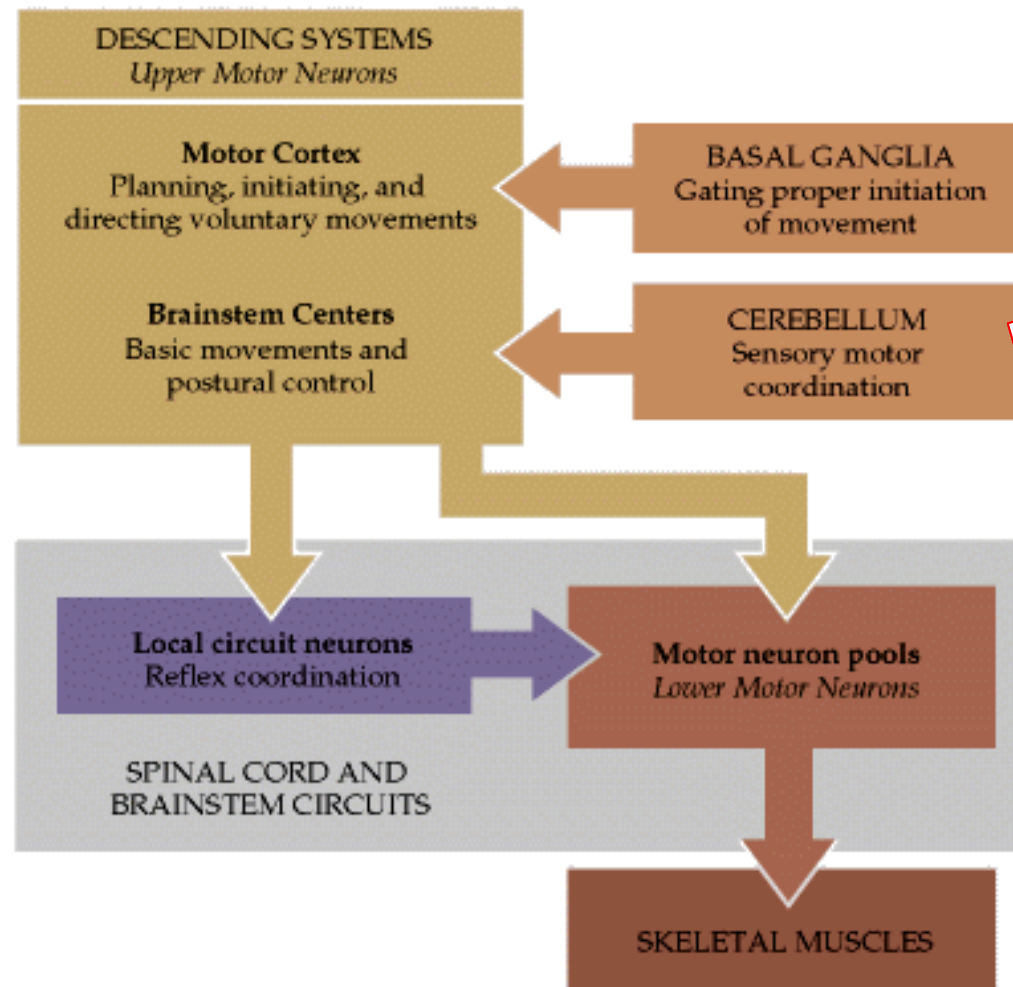 DESCENDING SYSTEMS
Upper Motor Neurons
Motor Cortex
Planning, initiating, and
directing voluntary movements
Brainstem Centers
Basic movements and
postural control
BASAL GANGLIA
Gating proper initiation
of movement
CEREBELLUM
Sensory motor
coordination
Local circuit neurons
Reflex coordination
Motor neuron pools
Lower Motor Neurons
SPINAL CORD AND
BRAINSTEM CIRCUITS
SKELETAL MUSCLES